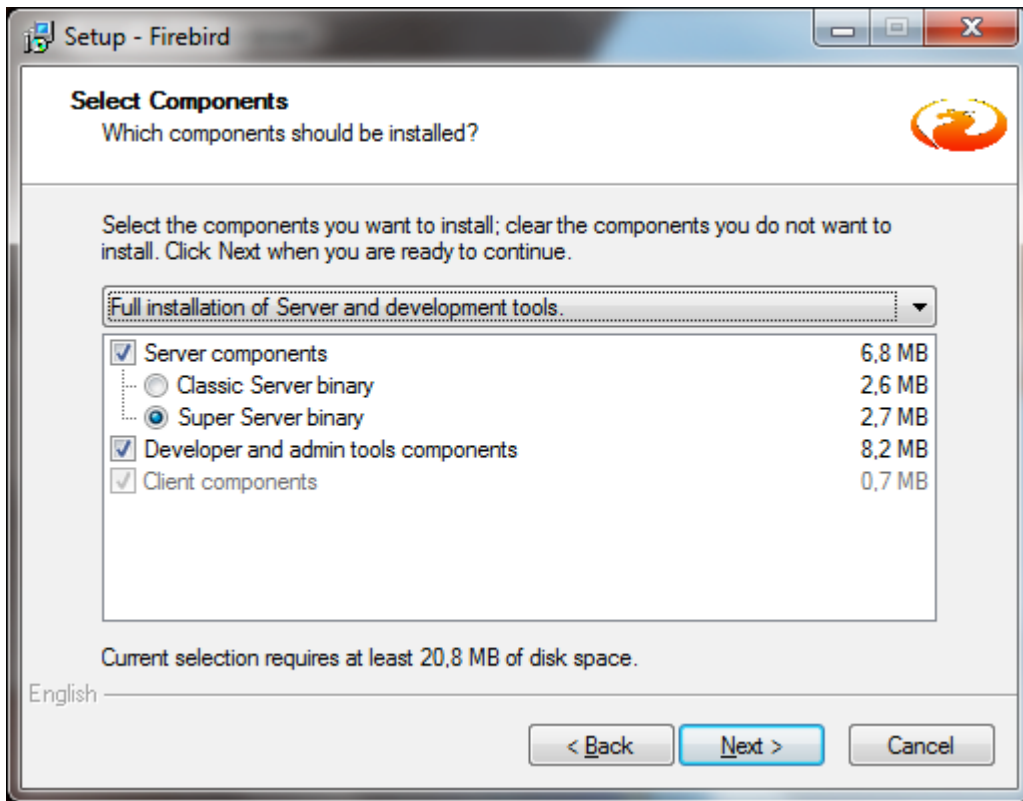 Setup - Firebird
Select Components
Which components should be installed?
Select the components you want to install; clear the components you do not want to
install. Click Next when you are ready to continue.
Full installation of Server and development tools.
Server components 6,8 MB
Classic Server binary 2,6 MB
Super Server binary 2,7 MB
Developer and admin tools components 8,2 MB
Client components 0,7 MB
Current selection requires at least 20,8 MB of disk space.
English
< Back Next > Cancel